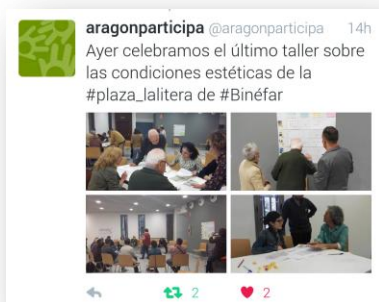 aragonparticipa @aragonparticipa 14h
Ayer celebramos el último taller sobre
las condiciones estéticas de la
#plaza_lalitera de #Binéfar
2 2